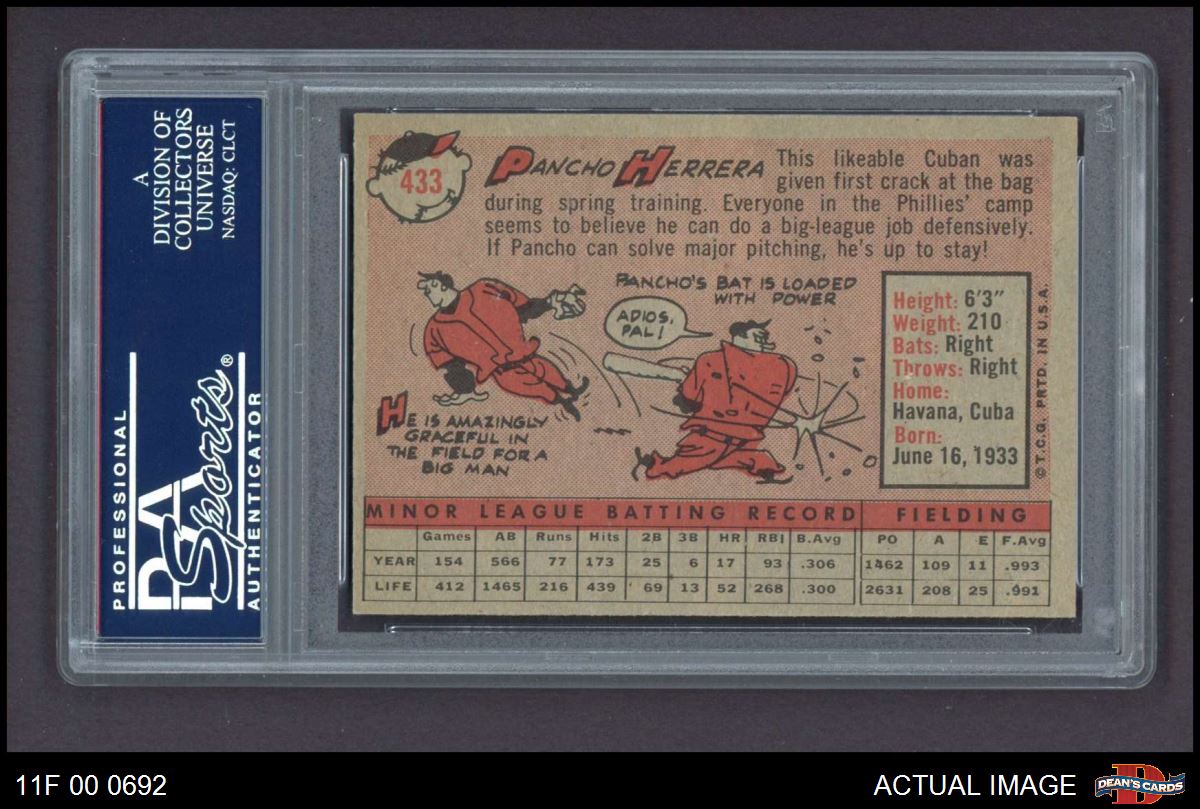 A
DIVISION OF
COLLECTORS
UNIVERSE
NASDAQ: CLCT
PROFESSIONAL
PSA
Sports®
AUTHENTICATOR
433
PANCHO HERRERA
This likeable Cuban was
given first crack at the bag
during spring training. Everyone in the Phillies' camp
seems to believe he can do a big-league job defensively.
If Pancho can solve major pitching, he's up to stay!
HE IS AMAZINGLY
GRACEFUL IN
THE FIELD FOR A
BIG MAN
PANCHO'S BAT IS LOADED
WITH POWER
ADIOS,
PAL!
Height: 6'3"
Weight: 210
Bats: Right
Throws: Right
Home:
Havana, Cuba
Born:
June 16, 1933
©T.C.G. PRTD. IN U.S.A.
MINOR LEAGUE BATTING RECORD FIELDING
Games AB Runs Hits 2B 3B HR RBI B.Avg PO A E F.Avg
YEAR 154 566 77 173 25 6 17 93 .306 1462 109 11 .993
LIFE 412 1465 216 439 69 13 52 268 .300 2631 208 25 .991
11F 00 0692
ACTUAL IMAGE
DEAN'S CARDS